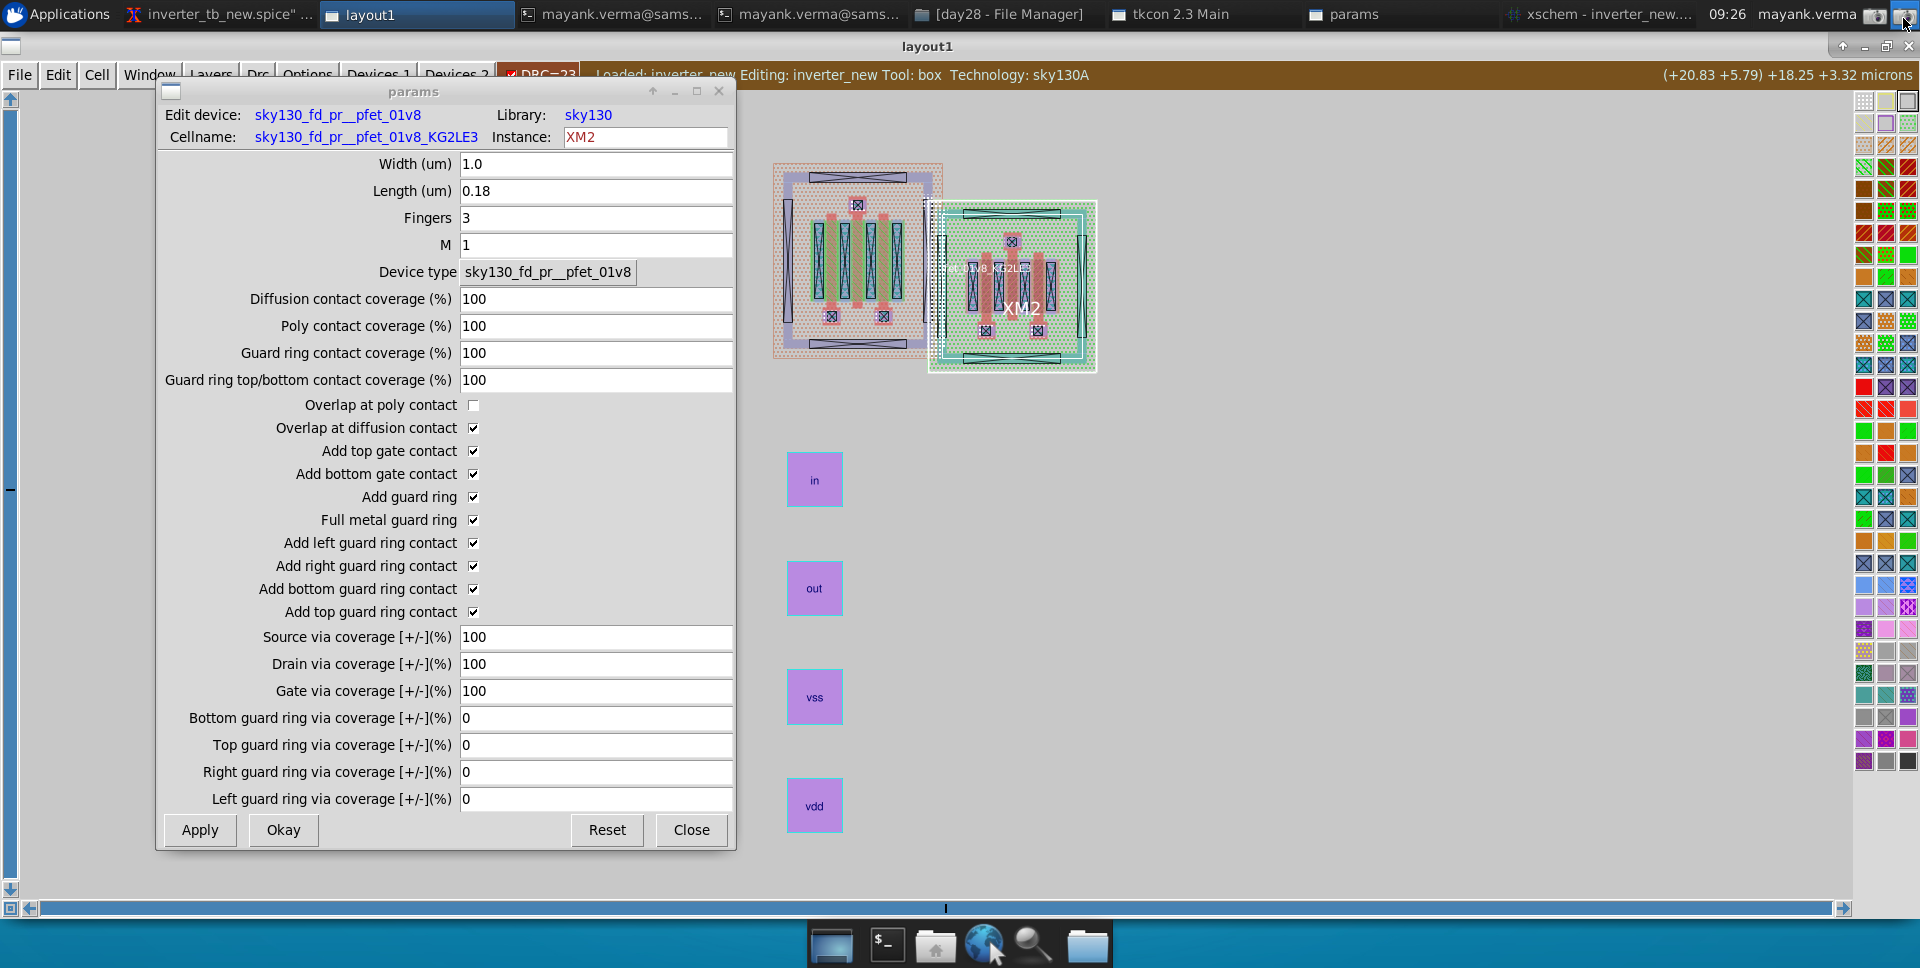 Applications
inverter_tb_new.spice" ...
layout1
mayank.verma@sams...
mayank.verma@sams...
[day28 - File Manager]
tkcon 2.3 Main
params
xschem - inverter_new....
09:26
mayank.verma
layout1
File
Edit
Cell
Window
Layers
Drc
Options
Devices 1
Devices 2
DRC=23
Loaded: inverter_new Editing: inverter_new Tool: box Technology: sky130A
(+20.83 +5.79) +18.25 +3.32 microns
params
Edit device: sky130_fd_pr__pfet_01v8 Library: sky130
Cellname: sky130_fd_pr__pfet_01v8_KG2LE3 Instance: XM2
Width (um) 1.0
Length (um) 0.18
Fingers 3
M 1
Device type sky130_fd_pr__pfet_01v8
Diffusion contact coverage (%) 100
Poly contact coverage (%) 100
Guard ring contact coverage (%) 100
Guard ring top/bottom contact coverage (%) 100
Overlap at poly contact
Overlap at diffusion contact
Add top gate contact
Add bottom gate contact
Add guard ring
Full metal guard ring
Add left guard ring contact
Add right guard ring contact
Add bottom guard ring contact
Add top guard ring contact
Source via coverage [+/-](%) 100
Drain via coverage [+/-](%) 100
Gate via coverage [+/-](%) 100
Bottom guard ring via coverage [+/-](%) 0
Top guard ring via coverage [+/-](%) 0
Right guard ring via coverage [+/-](%) 0
Left guard ring via coverage [+/-](%) 0
Apply
Okay
Reset
Close
XM2
in
out
vss
vdd